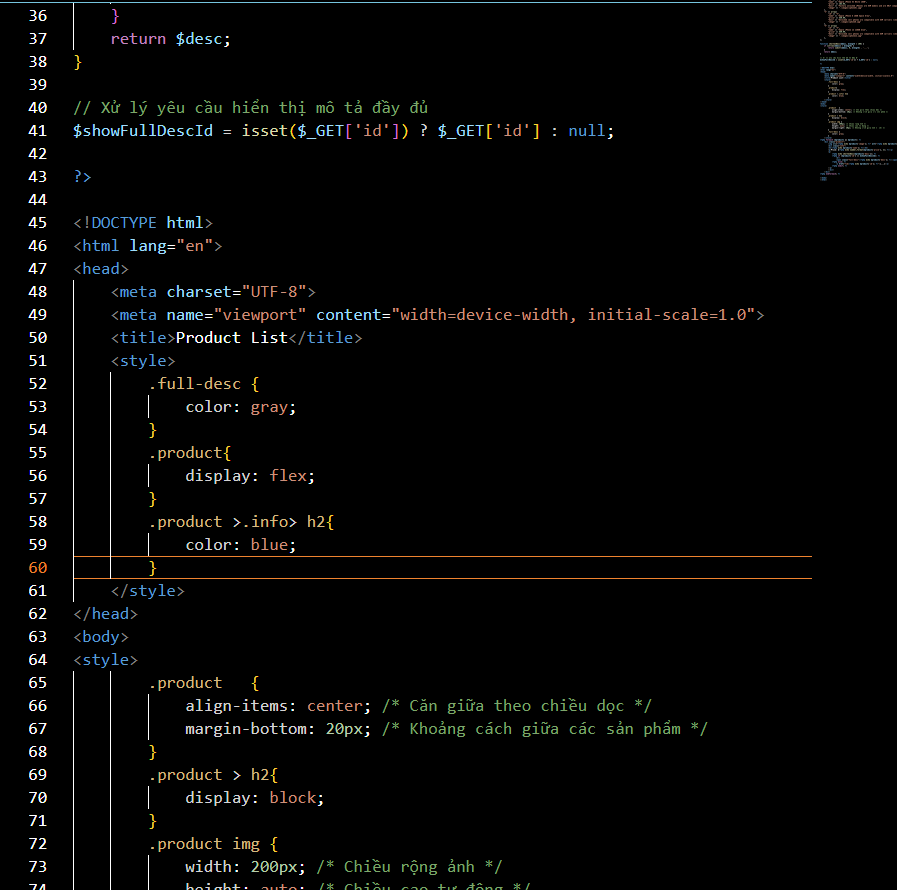 36 }
37 return $desc;
38 }
39
40 // Xử lý yêu cầu hiển thị mô tả đầy đủ
41 $showFullDescId = isset($_GET['id']) ? $_GET['id'] : null;
42
43 ?>
44
45 <!DOCTYPE html>
46 <html lang="en">
47 <head>
48 <meta charset="UTF-8">
49 <meta name="viewport" content="width=device-width, initial-scale=1.0">
50 <title>Product List</title>
51 <style>
52 .full-desc {
53 color: gray;
54 }
55 .product{
56 display: flex;
57 }
58 .product >.info> h2{
59 color: blue;
60 }
61 </style>
62 </head>
63 <body>
64 <style>
65 .product   {
66 align-items: center; /* Căn giữa theo chiều dọc */
67 margin-bottom: 20px; /* Khoảng cách giữa các sản phẩm */
68 }
69 .product > h2{
70 display: block;
71 }
72 .product img {
73 width: 200px; /* Chiều rộng ảnh */
74 height: auto; /* Chiều cao tự động */